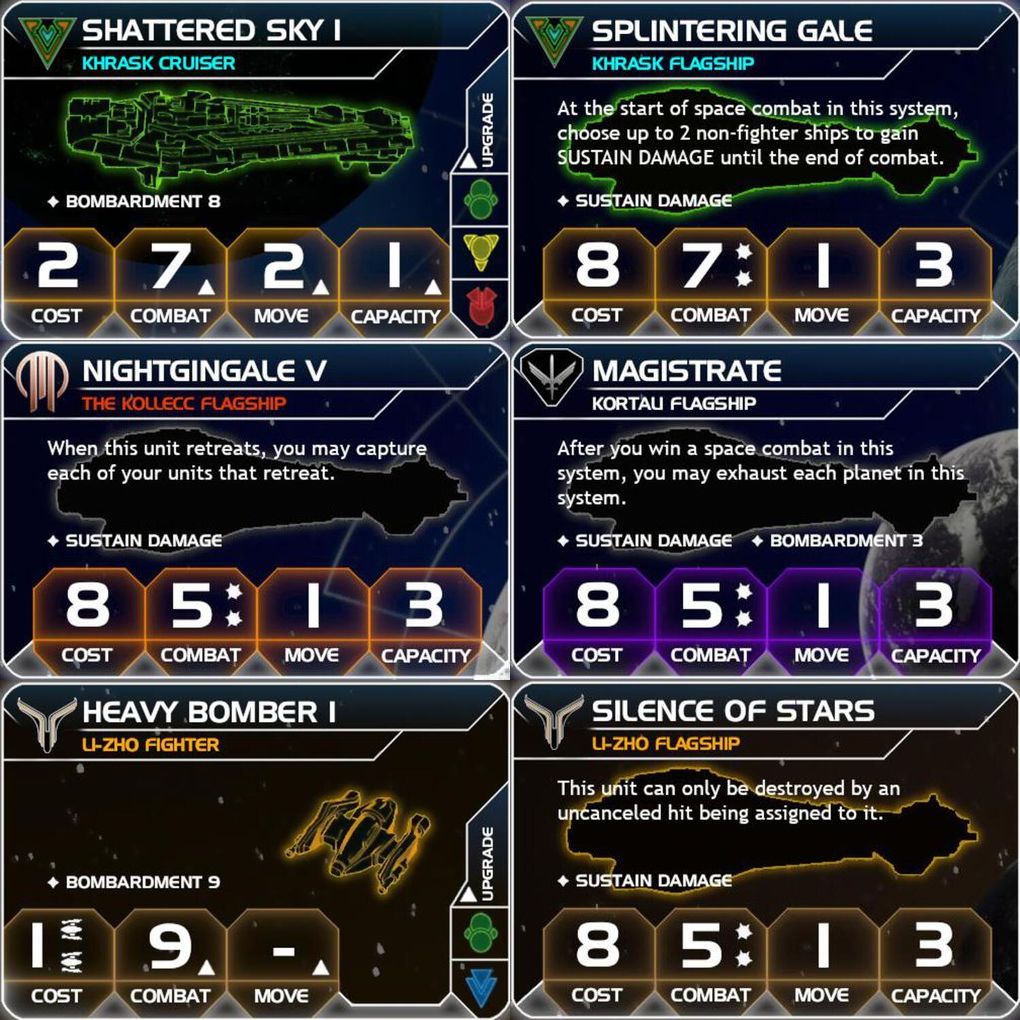 SHATTERED SKY I
KHRASK CRUISER
UPGRADE
◆ BOMBARDMENT 8
2 7 2 1
COST COMBAT MOVE CAPACITY
SPLINTERING GALE
KHRASK FLAGSHIP
At the start of space combat in this system,
choose up to 2 non-fighter ships to gain
SUSTAIN DAMAGE until the end of combat.
◆ SUSTAIN DAMAGE
8 7 1 3
COST COMBAT MOVE CAPACITY
NIGHTGINGALE V
THE KOLLECC FLAGSHIP
When this unit retreats, you may capture
each of your units that retreat.
◆ SUSTAIN DAMAGE
8 5 1 3
COST COMBAT MOVE CAPACITY
MAGISTRATE
KORTALI FLAGSHIP
After you win a space combat in this
system, you may exhaust each planet in this
system.
◆ SUSTAIN DAMAGE ◆ BOMBARDMENT 3
8 5 1 3
COST COMBAT MOVE CAPACITY
HEAVY BOMBER I
LI-ZHO FIGHTER
UPGRADE
◆ BOMBARDMENT 9
1 9 -
COST COMBAT MOVE
SILENCE OF STARS
LI-ZHO FLAGSHIP
This unit can only be destroyed by an
uncanceled hit being assigned to it.
◆ SUSTAIN DAMAGE
8 5 1 3
COST COMBAT MOVE CAPACITY